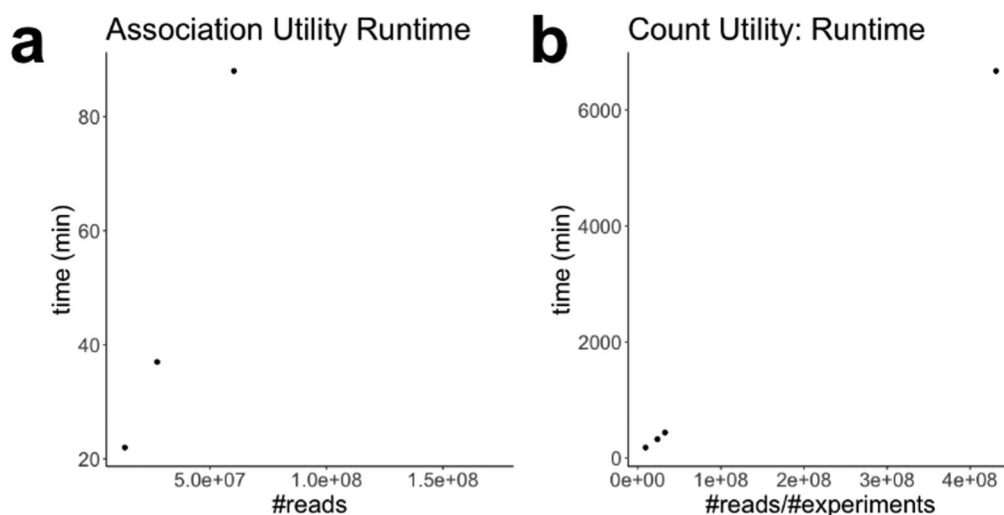 a
Association Utility Runtime
80
60
40
20
time (min)
5.0e+07
1.0e+08
1.5e+08
#reads
b
Count Utility: Runtime
6000
4000
2000
0
time (min)
0e+00
1e+08
2e+08
3e+08
4e+08
#reads/#experiments